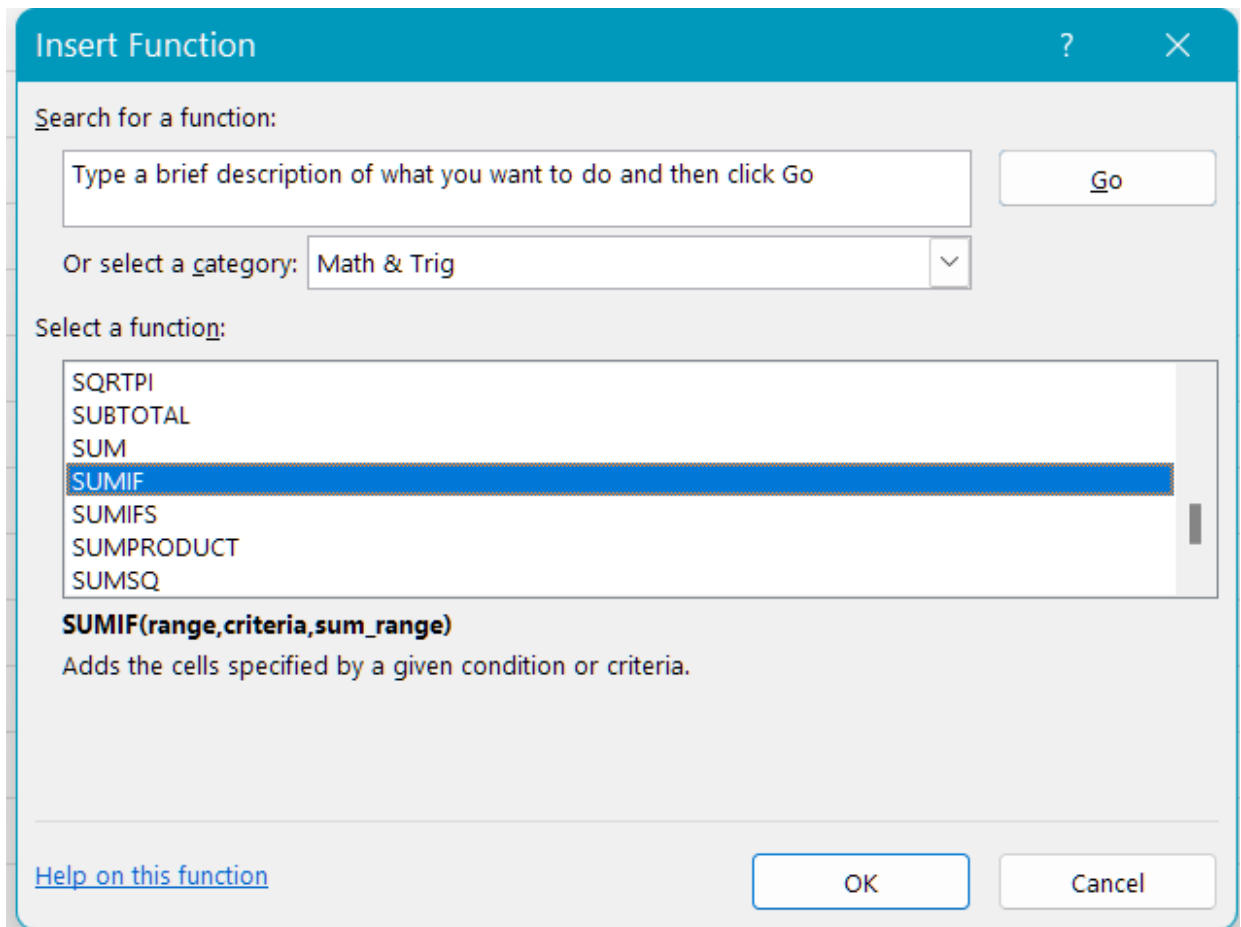 Insert Function ?
Search for a function:
Type a brief description of what you want to do and then click Go
Go
Or select a category: Math & Trig
Select a function:
SQRTPI
SUBTOTAL
SUM
SUMIF
SUMIFS
SUMPRODUCT
SUMSQ
SUMIF(range,criteria,sum_range)
Adds the cells specified by a given condition or criteria.
Help on this function
OK
Cancel